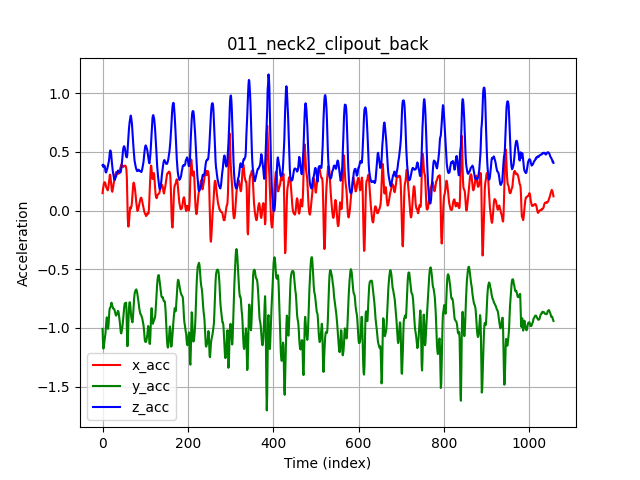 011_neck2_clipout_back
Acceleration
1.0
0.5
0.0
−0.5
−1.0
−1.5
x_acc
y_acc
z_acc
0 200 400 600 800 1000
Time (index)